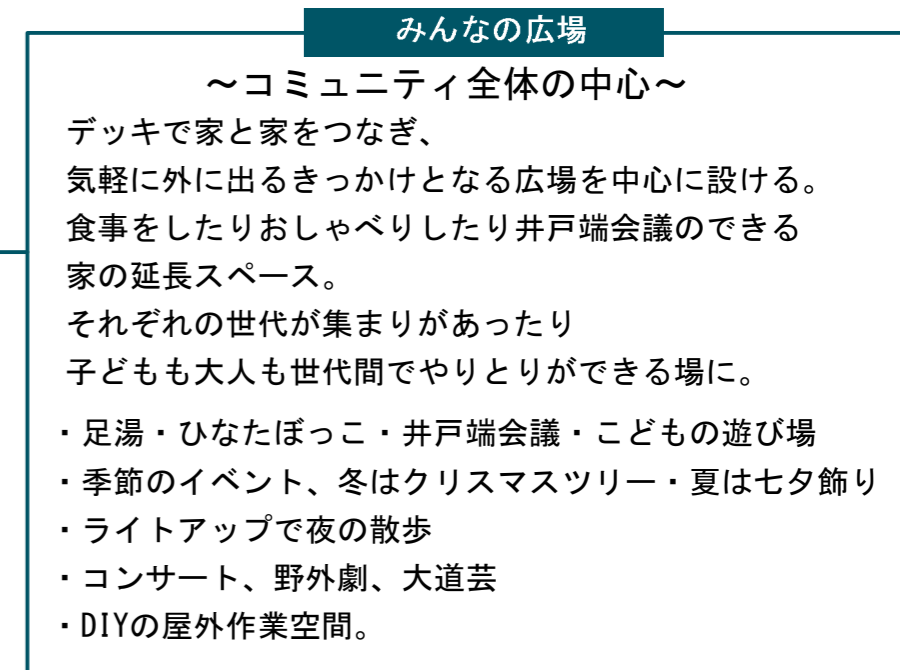 みんなの広場
～コミュニティ全体の中心～
デッキで家と家をつなぎ、
気軽に外に出るきっかけとなる広場を中心に設ける。
食事をしたりおしゃべりしたり井戸端会議のできる
家の延長スペース。
それぞれの世代が集まりがあったり
子どもも大人も世代間でやりとりができる場に。
・足湯・ひなたぼっこ・井戸端会議・こどもの遊び場
・季節のイベント、冬はクリスマスツリー・夏は七夕飾り
・ライトアップで夜の散歩
・コンサート、野外劇、大道芸
・DIYの屋外作業空間。